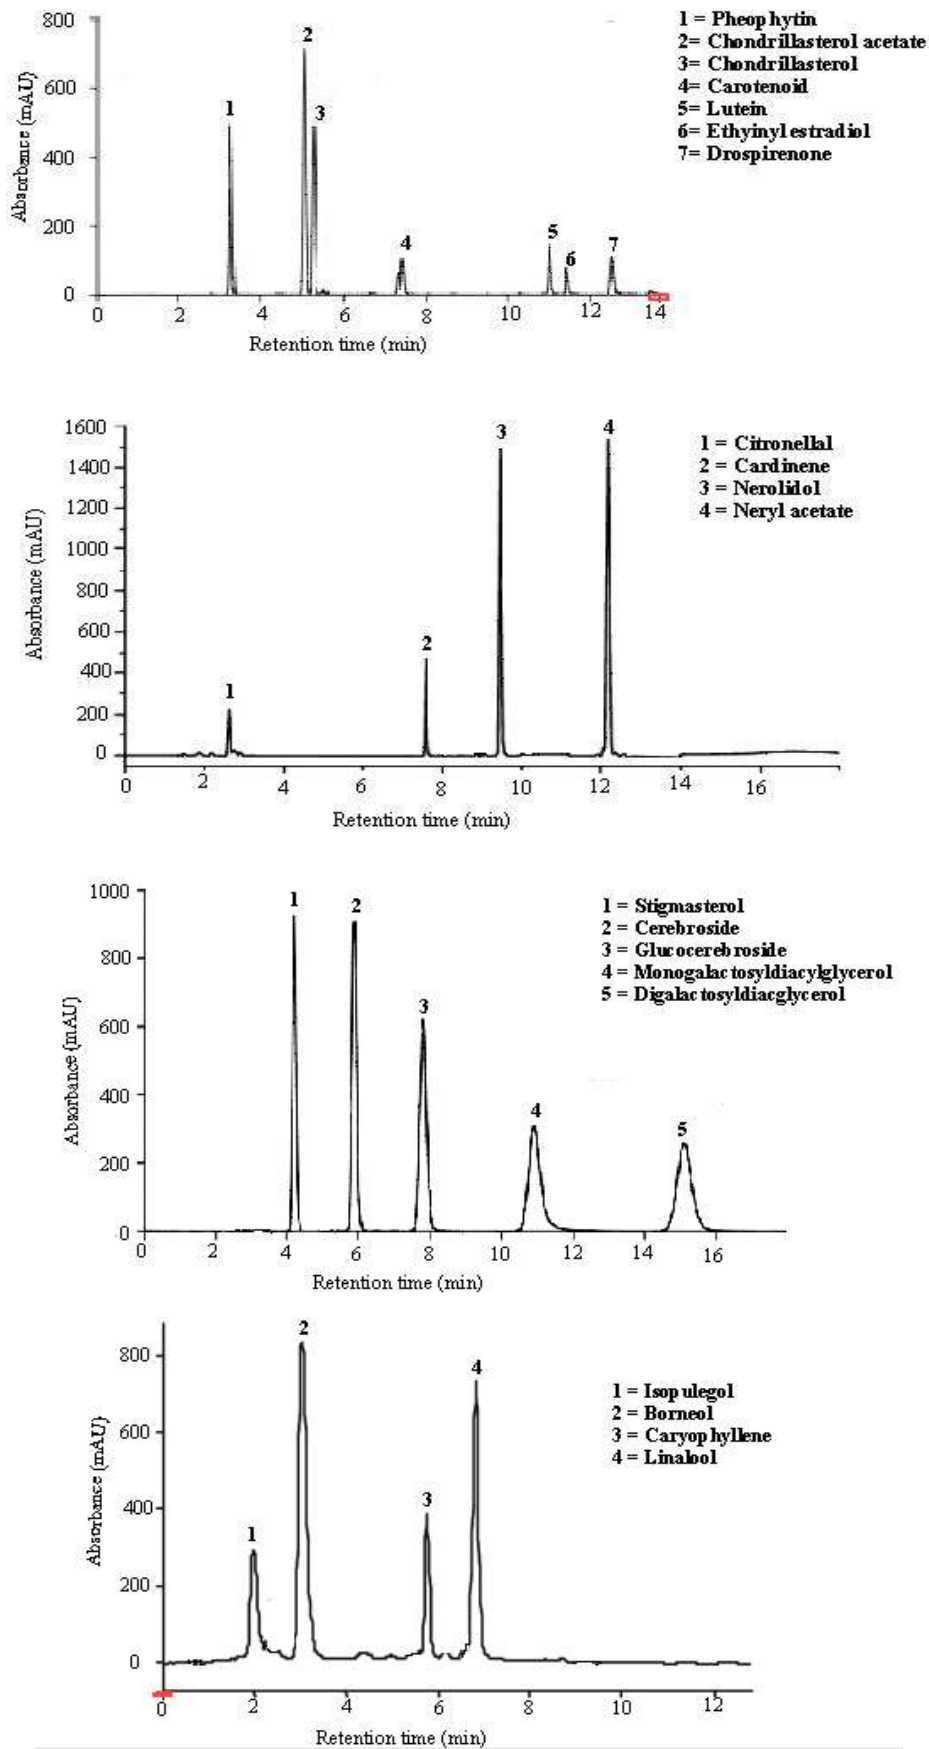 800
600
400
200
0
Absorbance (mAU)
1
2
3
4
5
6
7
0 2 4 6 8 10 12 14
Retention time (min)
1 = Pheophytin
2= Chondrillasterol acetate
3= Chondrillasterol
4= Carotenoid
5= Lutein
6= Ethyinyl estradiol
7= Drospirenone
1600
1400
1200
1000
800
600
400
200
0
Absorbance (mAU)
1
2
3
4
0 2 4 6 8 10 12 14 16
Retention time (min)
1 = Citronellal
2 = Cardinene
3 = Nerolidol
4 = Neryl acetate
1000
800
600
400
200
0
Absorbance (mAU)
1
2
3
4
5
0 2 4 6 8 10 12 14 16
Retention time (min)
1 = Stigmasterol
2 = Cerebroside
3 = Glucocerebroside
4 = Monogalactosyldiacylglycerol
5 = Digalactosyldiacglycerol
800
600
400
200
0
Absorbance (mAU)
1
2
3
4
0 2 4 6 8 10 12
Retention time (min)
1 = Isopulegol
2 = Borneol
3 = Caryophyllene
4 = Linalool